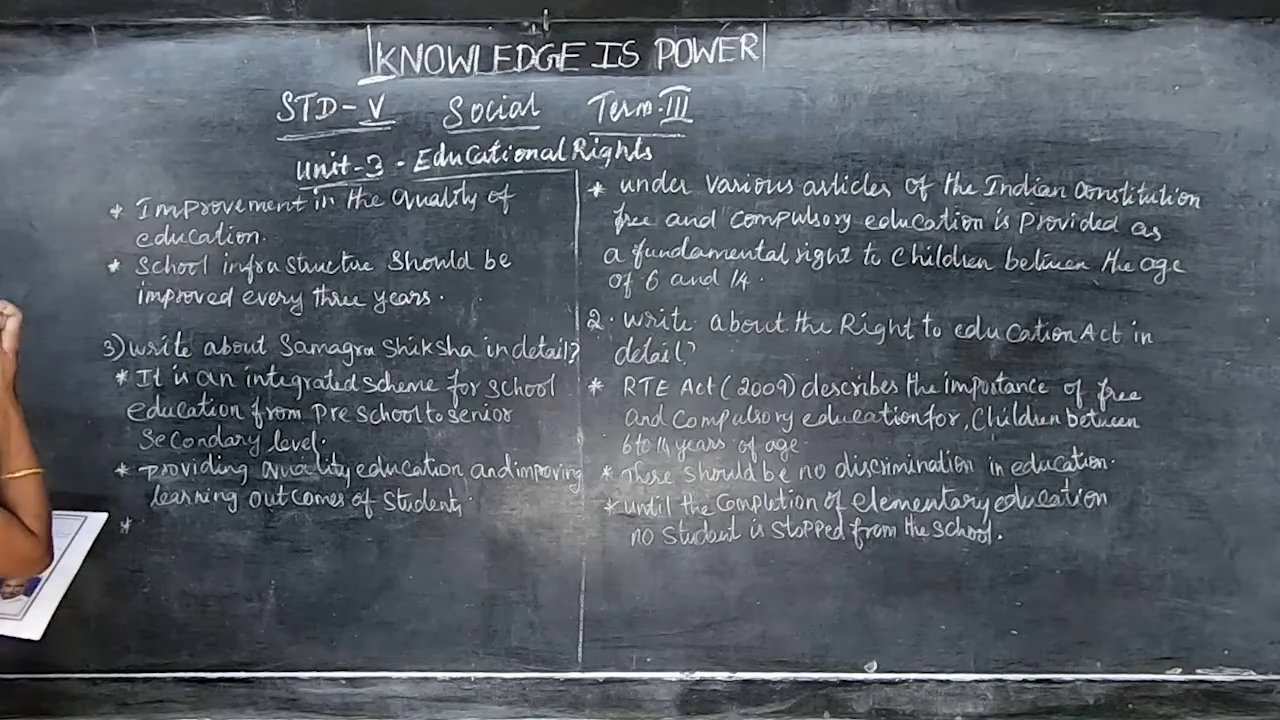 KNOWLEDGE IS POWER
STD-V Social Term-III
Unit-3 - Educational Rights
* Improvement in the Quality of
education.
* School infrastructure should be
improved every three years.
3) Write about Samagra Shiksha in detail?
* It is an integrated scheme for school
education from pre school to senior
secondary level.
* Providing Quality education, and improving
learning outcomes of students
*
* under various articles of the Indian constitution
free and compulsory education is provided as
a fundamental right to children between the age
of 6 and 14.
2. Write about the Right to education Act in
detail?
* RTE Act (2009) describes the importance of free
and compulsory education for, children between
6 to 14 years of age.
* There should be no discrimination in education.
* until the completion of elementary education
no student is stopped from the school.